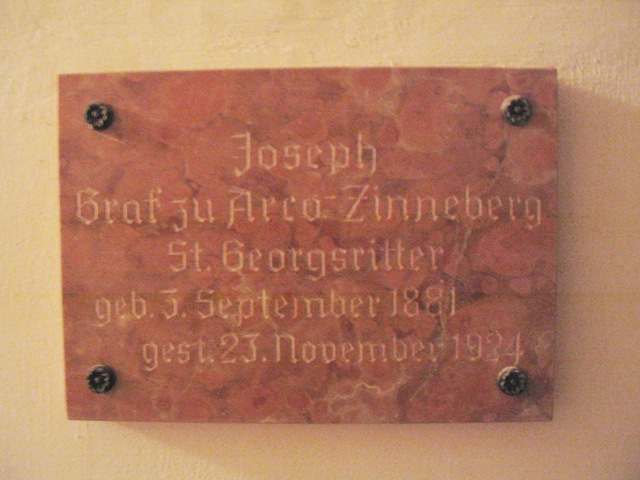 Joseph
Graf zu Arco-Zinneberg
St. Georgsritter
geb. 3. September 1881
gest. 23. November 1924